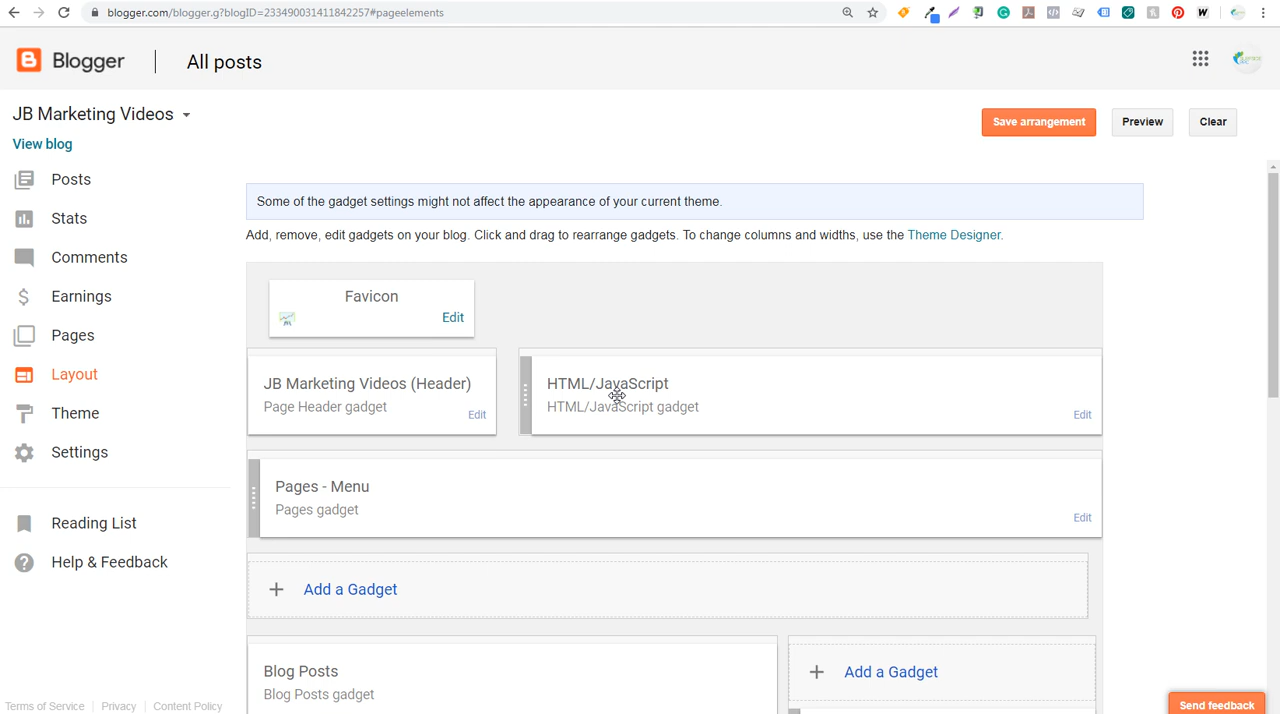 blogger.com/blogger.g?blogID=233490031411842257#pageelements
Blogger
All posts
JB Marketing Videos
View blog
Save arrangement
Preview
Clear
Posts
Stats
Comments
Earnings
Pages
Layout
Theme
Settings
Reading List
Help & Feedback
Terms of Service
Privacy
Content Policy
Some of the gadget settings might not affect the appearance of your current theme.
Add, remove, edit gadgets on your blog. Click and drag to rearrange gadgets. To change columns and widths, use the Theme Designer.
Favicon
Edit
JB Marketing Videos (Header)
Page Header gadget
Edit
HTML/JavaScript
HTML/JavaScript gadget
Edit
Pages - Menu
Pages gadget
Edit
Add a Gadget
Blog Posts
Blog Posts gadget
Add a Gadget
Send feedback